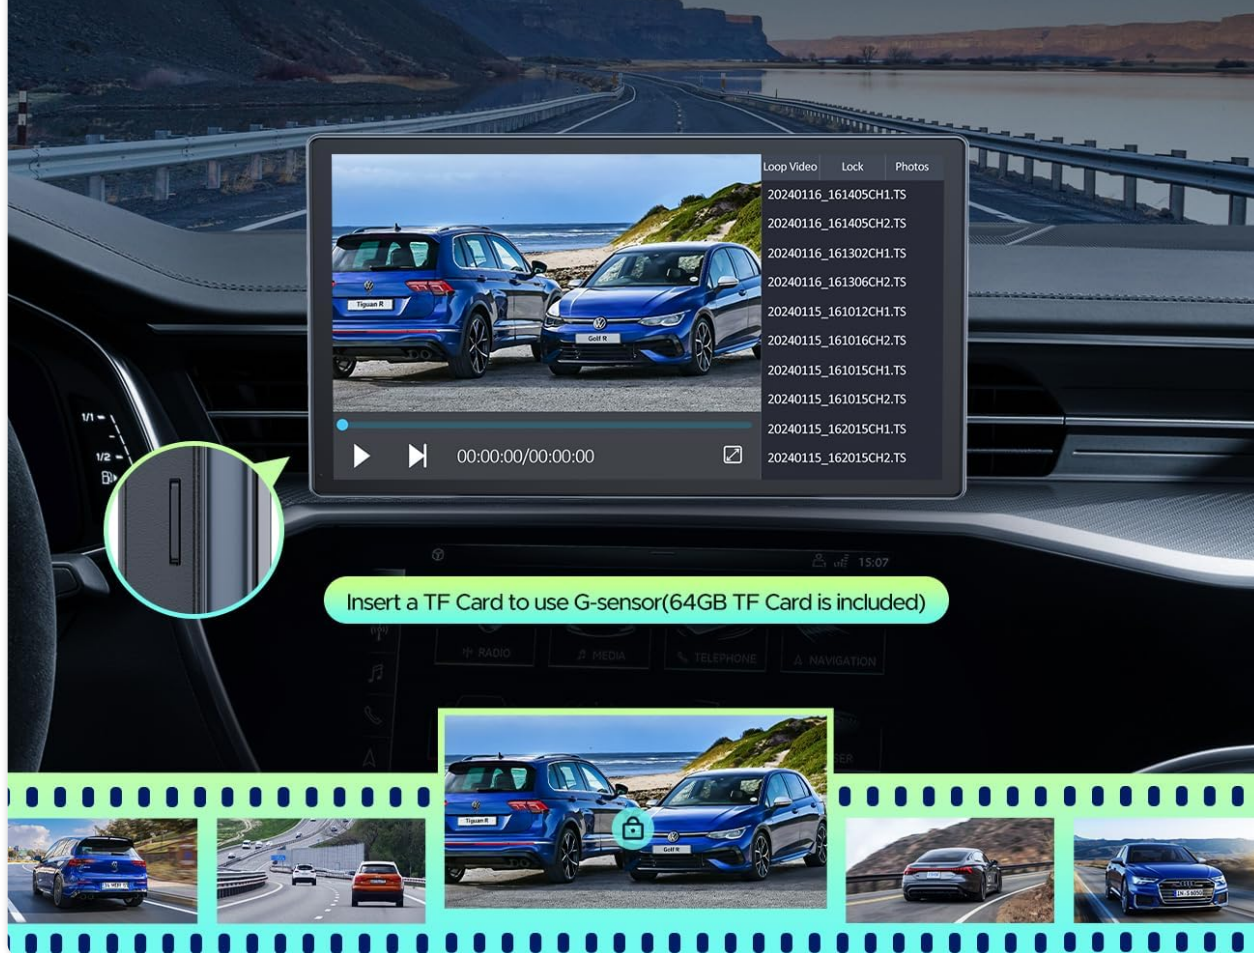 Loop Video Lock Photos
20240116_161405CH1.TS
20240116_161405CH2.TS
20240116_161302CH1.TS
20240116_161306CH2.TS
20240115_161012CH1.TS
20240115_161016CH2.TS
20240115_161015CH1.TS
20240115_161015CH2.TS
20240115_162015CH1.TS
20240115_162015CH2.TS
Tiguan R
Golf R
00:00:00/00:00:00
1/1
1/2
15:07
Insert a TF Card to use G-sensor(64GB TF Card is included)
RADIO MEDIA TELEPHONE NAVIGATION
Tiguan R
Golf R